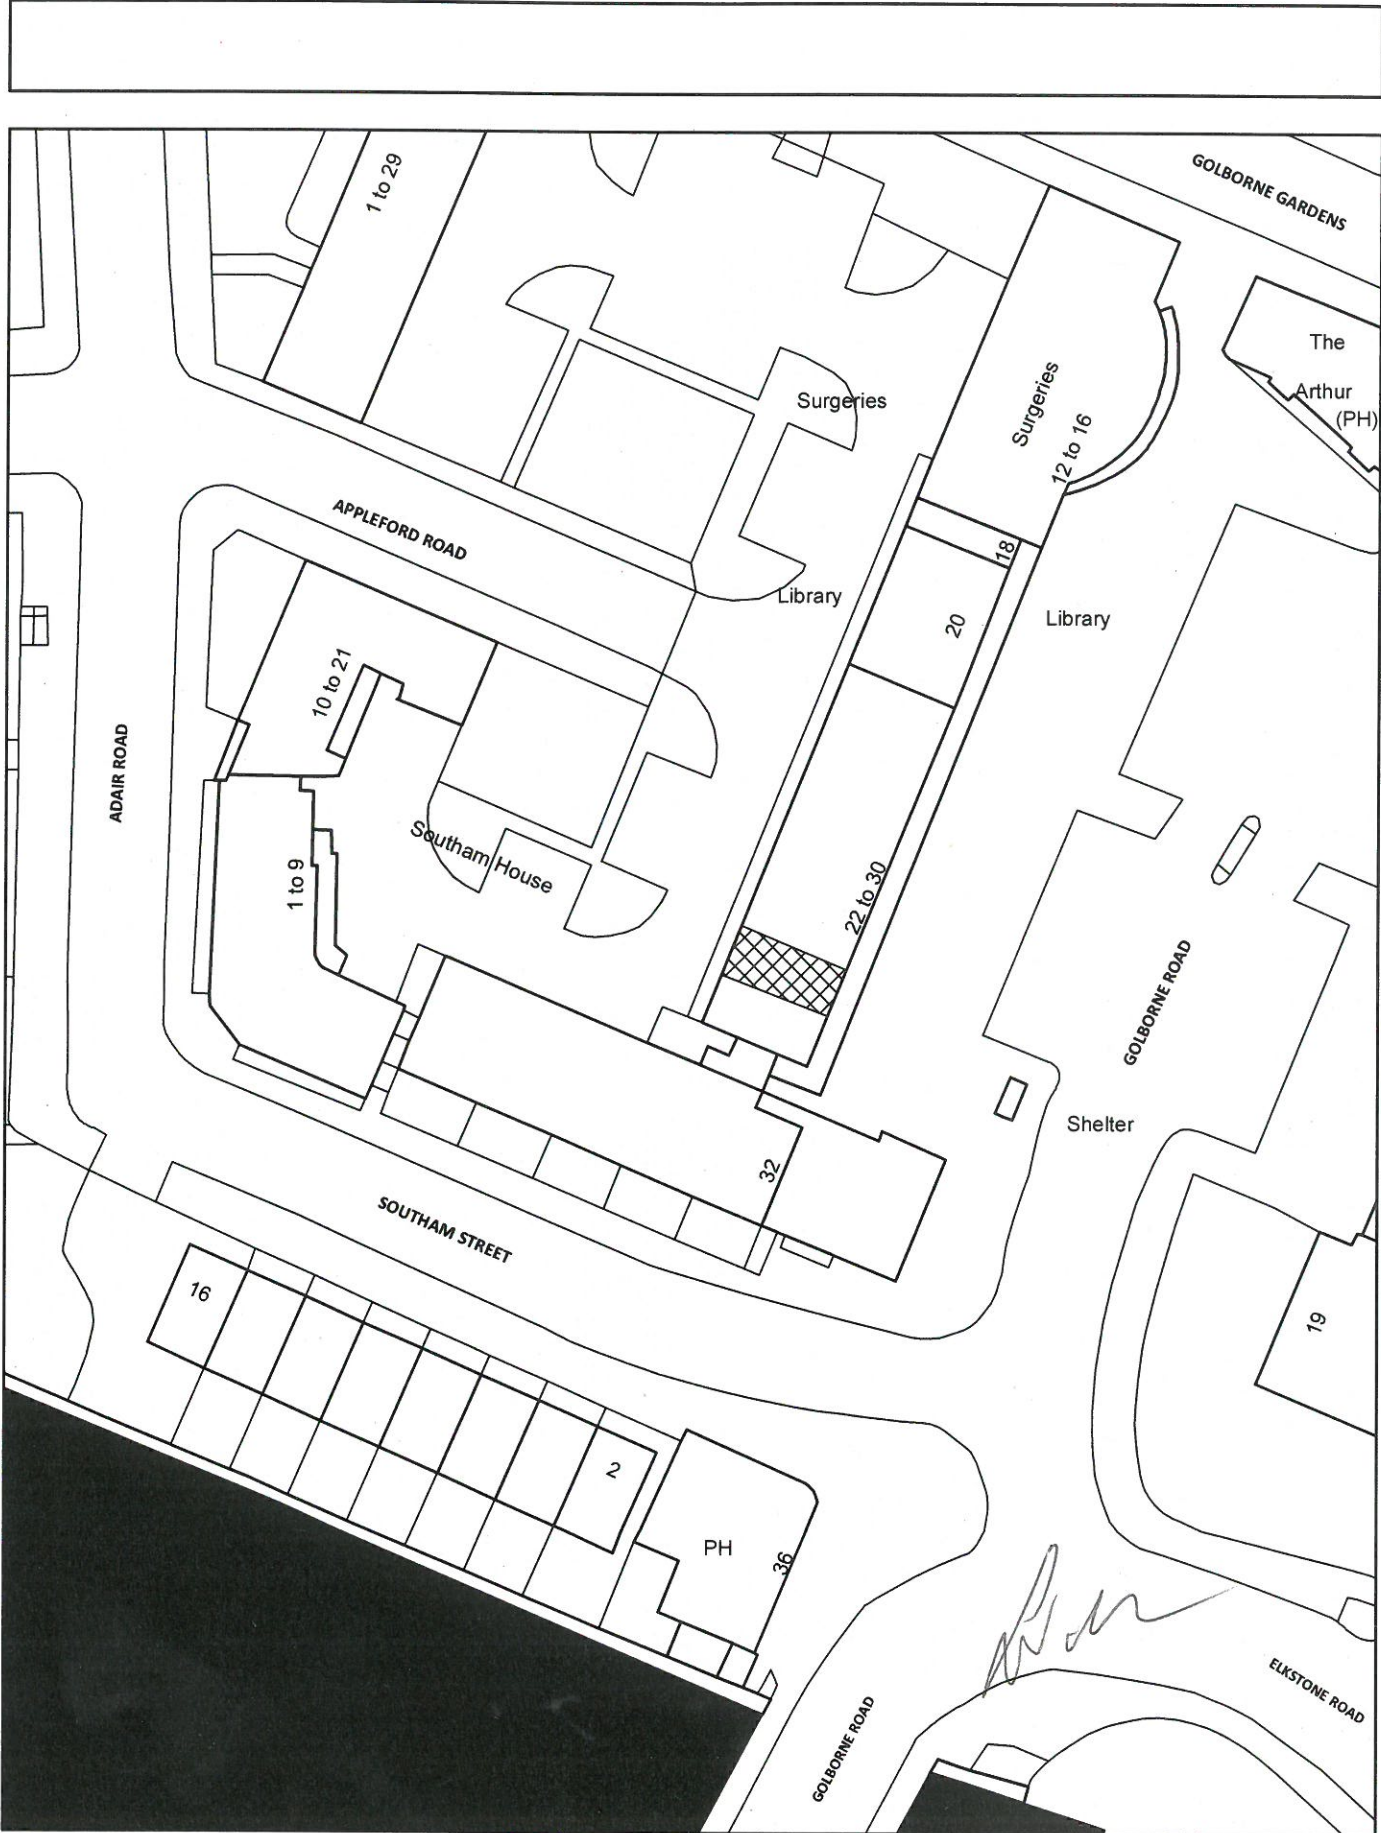 GOLBORNE GARDENS
1 to 29
The
Arthur
(PH)
Surgeries
Surgeries
12 to 16
APPLEFORD ROAD
18
Library
20
Library
10 to 21
ADAIR ROAD
Southam House
1 to 9
22 to 30
GOLBORNE ROAD
Shelter
32
SOUTHAM STREET
16
19
2
PH
36
ELKSTONE ROAD
GOLBORNE ROAD